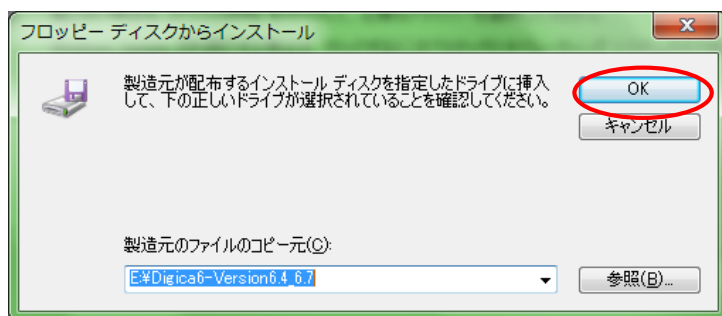 フロッピー ディスクからインストール
製造元が配布するインストール ディスクを指定したドライブに挿入
して、下の正しいドライブが選択されていることを確認してください。
OK
キャンセル
製造元のファイルのコピー元(C):
E:¥Digica6-Version6.4_6.7
参照(B)...